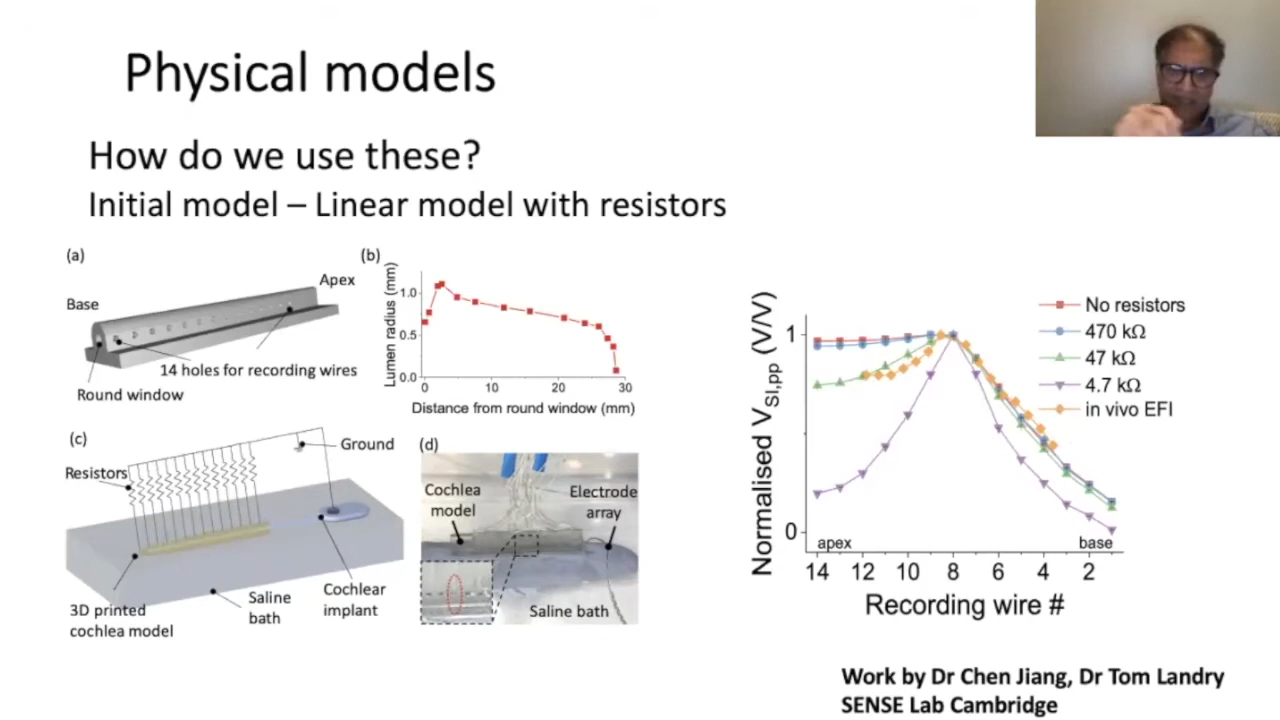 Physical models
How do we use these?
Initial model – Linear model with resistors
(a)
Base
Apex
14 holes for recording wires
Round window
(b)
Lumen radius (mm)
1.0
0.5
0.0
0
10
20
30
Distance from round window (mm)
(c)
Resistors
Ground
3D printed
cochlea model
Saline
bath
Cochlear
implant
(d)
Cochlea
model
Electrode
array
Saline bath
Normalised V_SI,pp (V/V)
1
0
No resistors
470 kΩ
47 kΩ
4.7 kΩ
in vivo EFI
apex
base
14 12 10 8 6 4 2
Recording wire #
Work by Dr Chen Jiang, Dr Tom Landry
SENSE Lab Cambridge